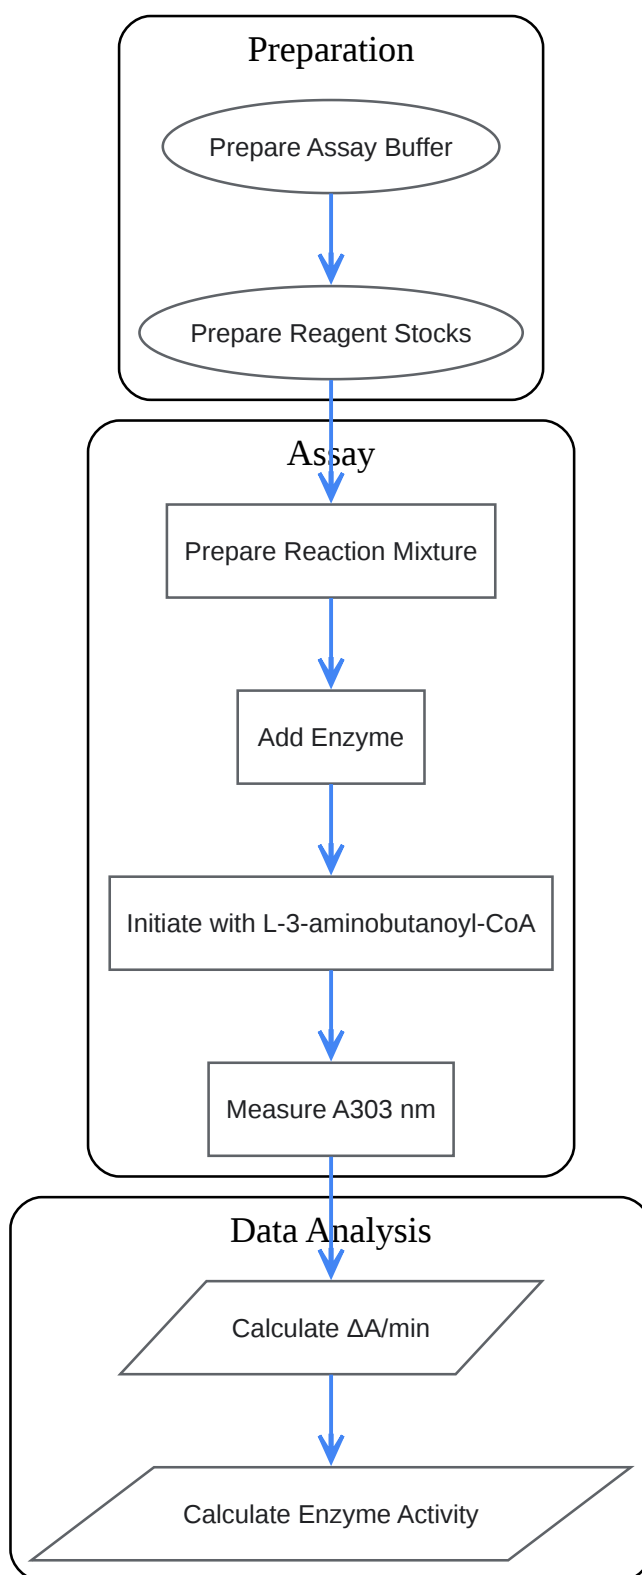 Preparation
Prepare Assay Buffer
Prepare Reagent Stocks
Assay
Prepare Reaction Mixture
Add Enzyme
Initiate with L-3-aminobutanoyl-CoA
Measure A303 nm
Data Analysis
Calculate ΔA/min
Calculate Enzyme Activity